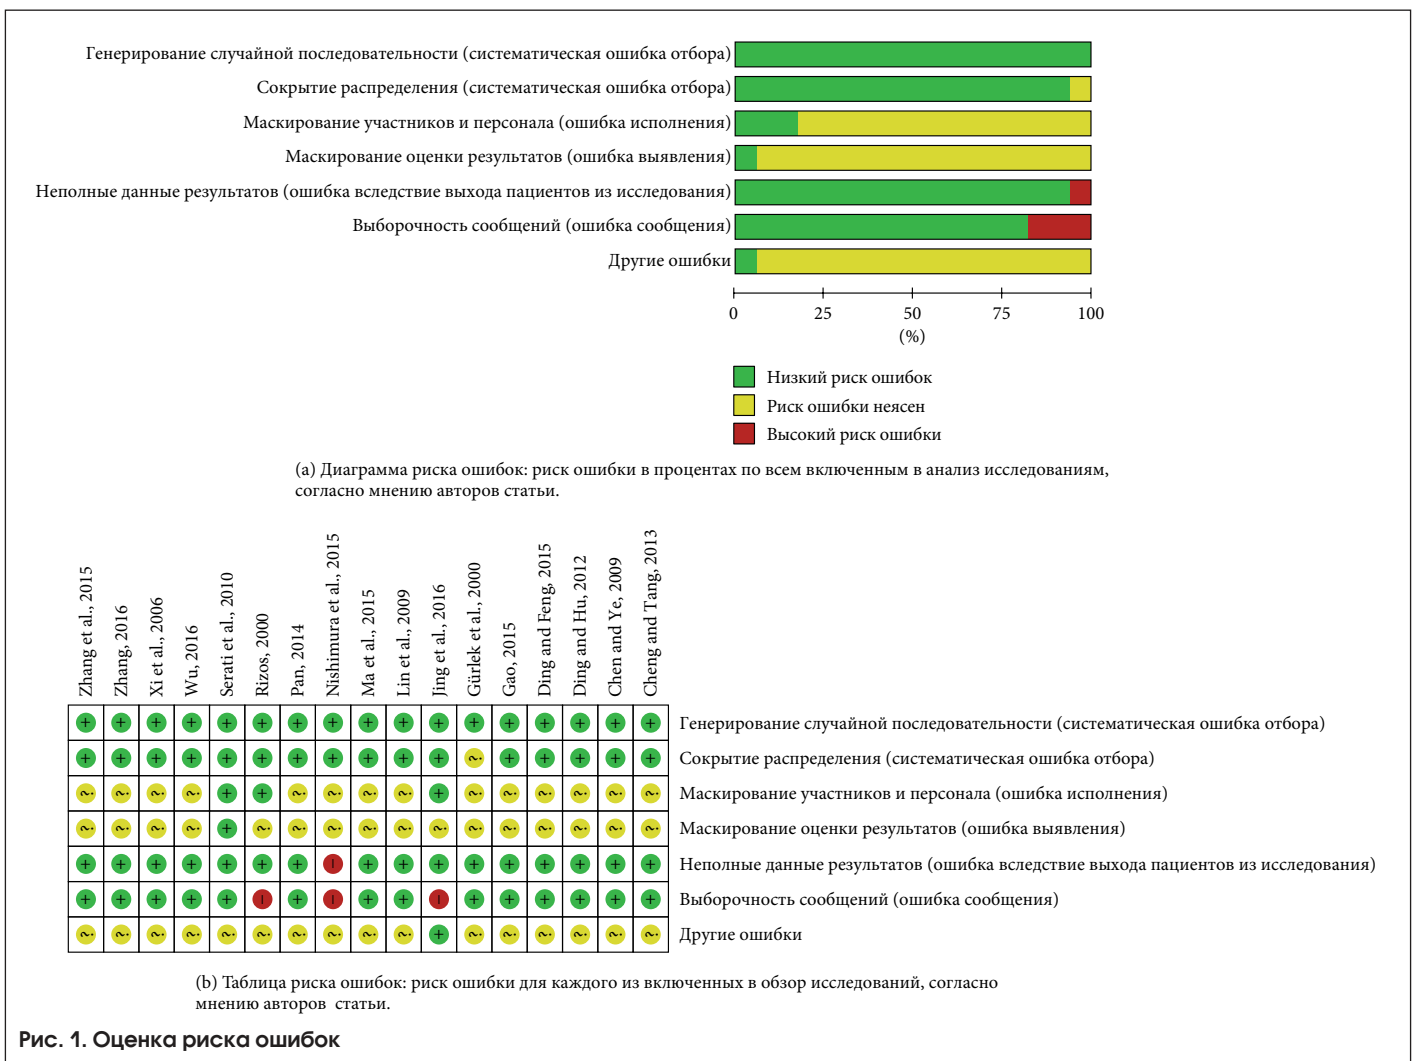 Генерирование случайной последовательности (систематическая ошибка отбора)
Сокрытие распределения (систематическая ошибка отбора)
Маскирование участников и персонала (ошибка исполнения)
Маскирование оценки результатов (ошибка выявления)
Неполные данные результатов (ошибка вследствие выхода пациентов из исследования)
Выборочность сообщений (ошибка сообщения)
Другие ошибки
0 25 50 75 100
(%)
Низкий риск ошибок
Риск ошибки неясен
Высокий риск ошибки
(a) Диаграмма риска ошибок: риск ошибки в процентах по всем включенным в анализ исследованиям,
согласно мнению авторов статьи.
Zhang et al., 2015
Zhang, 2016
Xi et al., 2006
Wu, 2016
Serati et al., 2010
Rizos, 2000
Pan, 2014
Nishimura et al., 2015
Ma et al., 2015
Lin et al., 2009
Jing et al., 2016
Gürlek et al., 2000
Gao, 2015
Ding and Feng, 2015
Ding and Hu, 2012
Chen and Ye, 2009
Cheng and Tang, 2013
+ + + + + + + + + + + + + + + + + Генерирование случайной последовательности (систематическая ошибка отбора)
+ + + + + + + + + + + ? + + + + + Сокрытие распределения (систематическая ошибка отбора)
? ? ? ? + + ? ? ? ? + ? ? ? ? ? ? Маскирование участников и персонала (ошибка исполнения)
? ? ? ? + ? ? ? ? ? ? ? ? ? ? ? ? Маскирование оценки результатов (ошибка выявления)
+ + + + + + + – + + + + + + + + + Неполные данные результатов (ошибка вследствие выхода пациентов из исследования)
+ + + + + – + – + + – + + + + + + Выборочность сообщений (ошибка сообщения)
? ? ? ? ? ? ? ? ? ? + ? ? ? ? ? ? Другие ошибки
(b) Таблица риска ошибок: риск ошибки для каждого из включенных в обзор исследований, согласно
мнению авторов статьи.
Рис. 1. Оценка риска ошибок